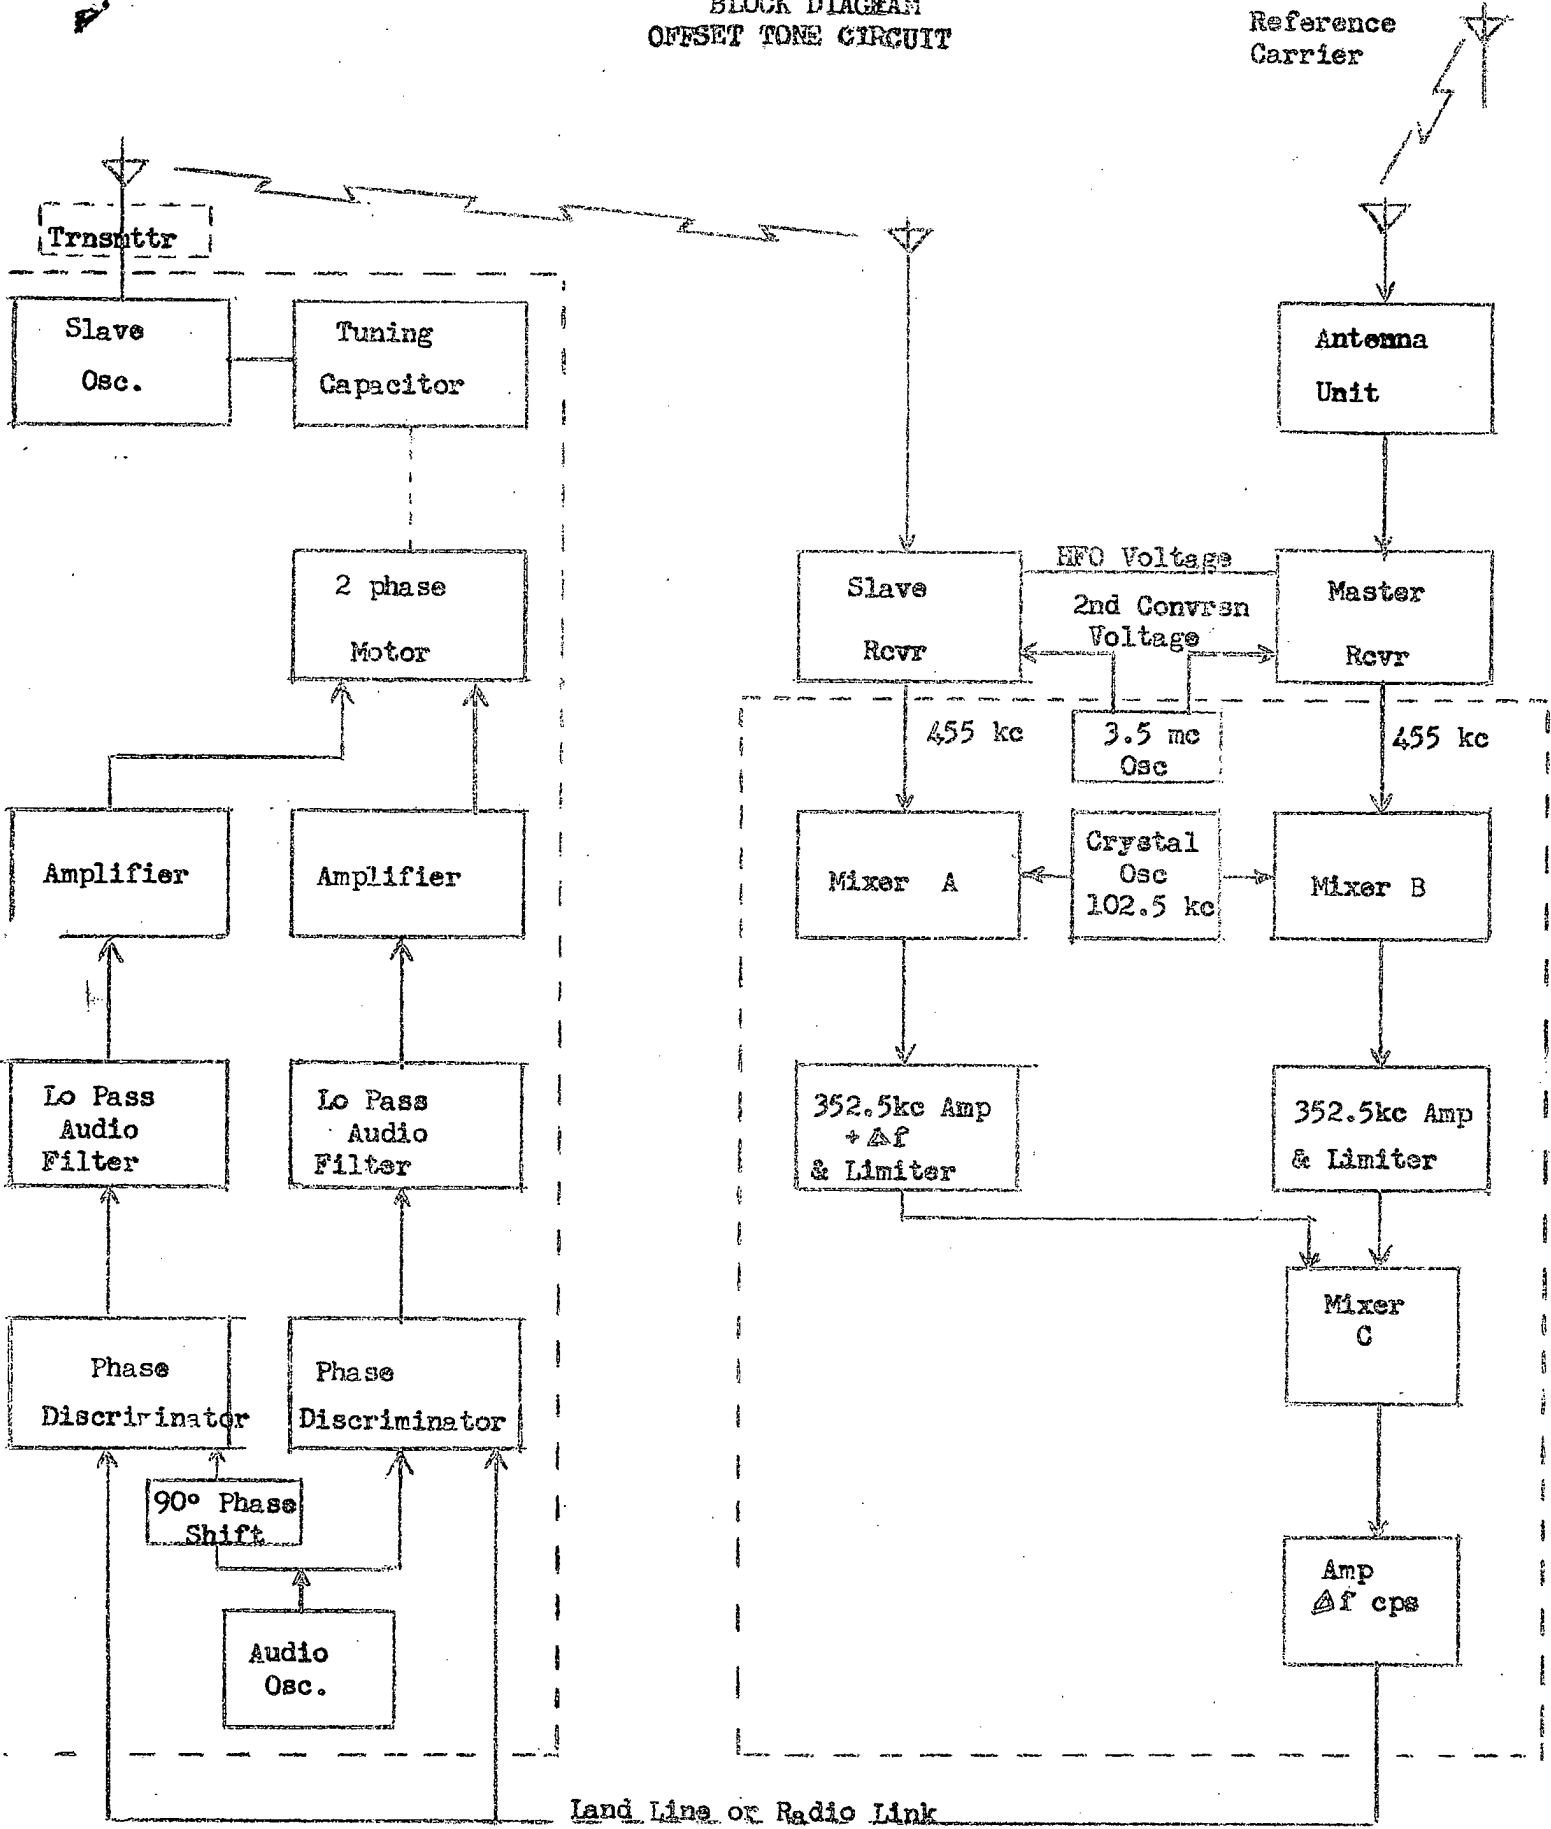 BLOCK DIAGRAM
OFFSET TONE CIRCUIT
Reference
Carrier
Trnsmttr
Slave
Osc.
Tuning
Capacitor
Antenna
Unit
2 phase
Motor
Slave
Rcvr
HFO Voltage
2nd Convrsn
Voltage
Master
Rcvr
455 kc
3.5 mc
Osc
455 kc
Amplifier
Amplifier
Mixer A
Crystal
Osc
102.5 kc
Mixer B
Lo Pass
Audio
Filter
Lo Pass
Audio
Filter
352.5kc Amp
+ Δf
& Limiter
352.5kc Amp
& Limiter
Mixer
C
Phase
Discriminator
Phase
Discriminator
90° Phase
Shift
Audio
Osc.
Amp
Δf cps
Land Line or Radio Link